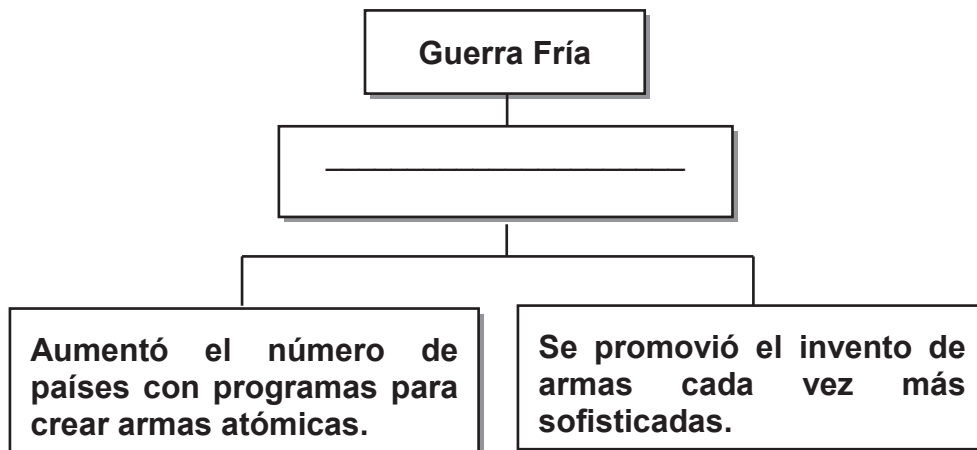 Guerra Fría
______________________
Aumentó el número de
países con programas para
crear armas atómicas.
Se promovió el invento de
armas cada vez más
sofisticadas.